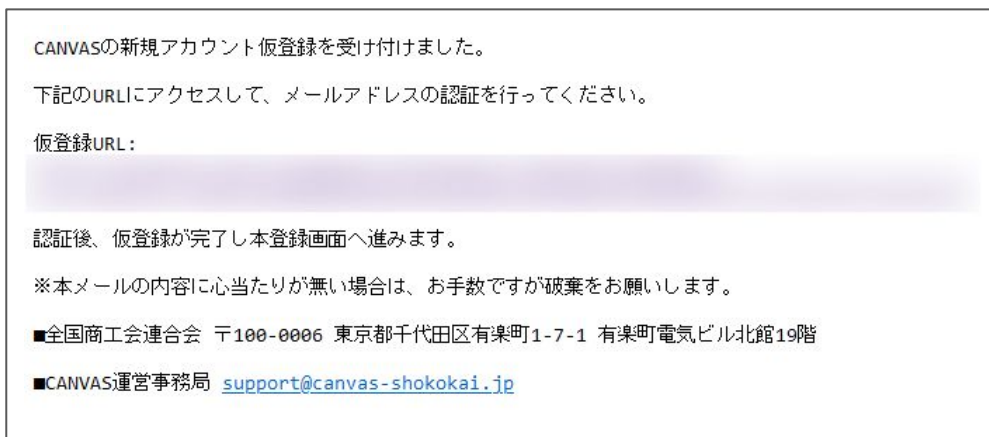 CANVASの新規アカウント仮登録を受け付けました。
下記のURLにアクセスして、メールアドレスの認証を行ってください。
仮登録URL:
認証後、仮登録が完了し本登録画面へ進みます。
※本メールの内容に心当たりが無い場合は、お手数ですが破棄をお願いします。
■全国商工会連合会 〒100-0006 東京都千代田区有楽町1-7-1 有楽町電気ビル北館19階
■CANVAS運営事務局 support@canvas-shokokai.jp